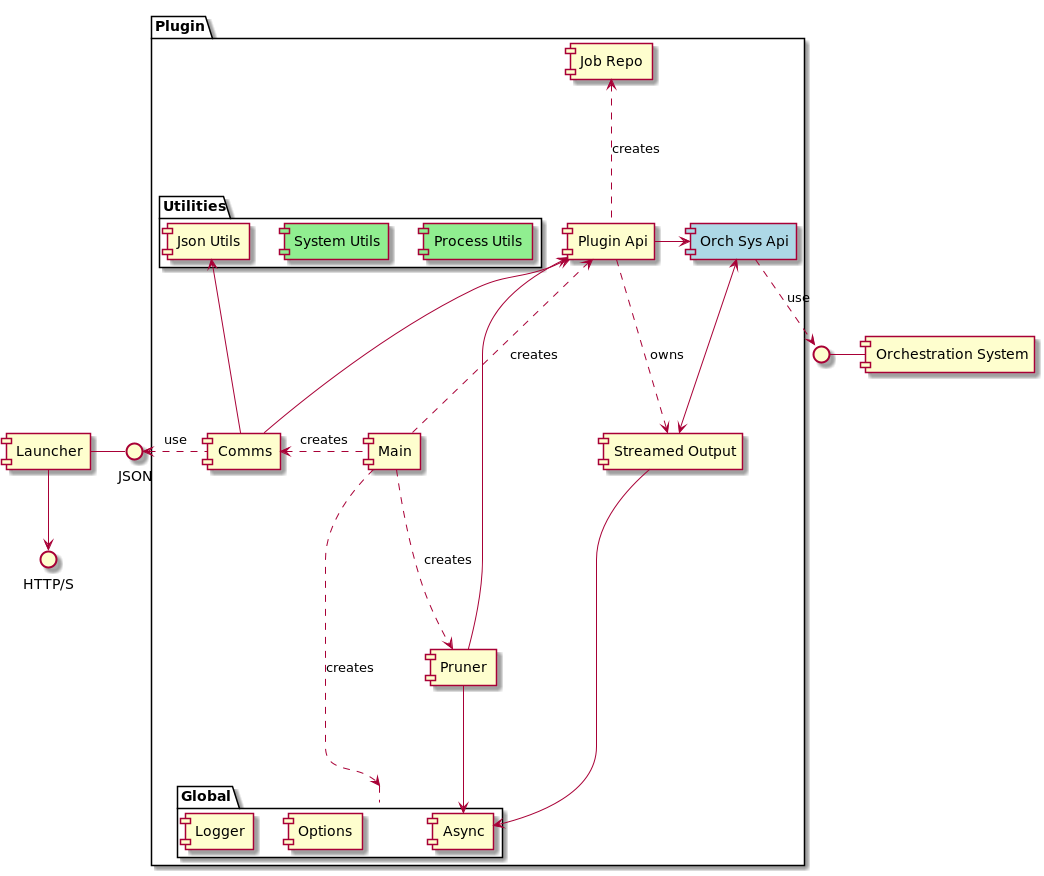 Plugin
Job Repo
creates
Utilities
Json Utils
System Utils
Process Utils
Plugin Api
Orch Sys Api
use
creates
owns
Orchestration System
Launcher
JSON
use
Comms
creates
Main
Streamed Output
HTTP/S
creates
creates
Pruner
Global
Logger
Options
Async